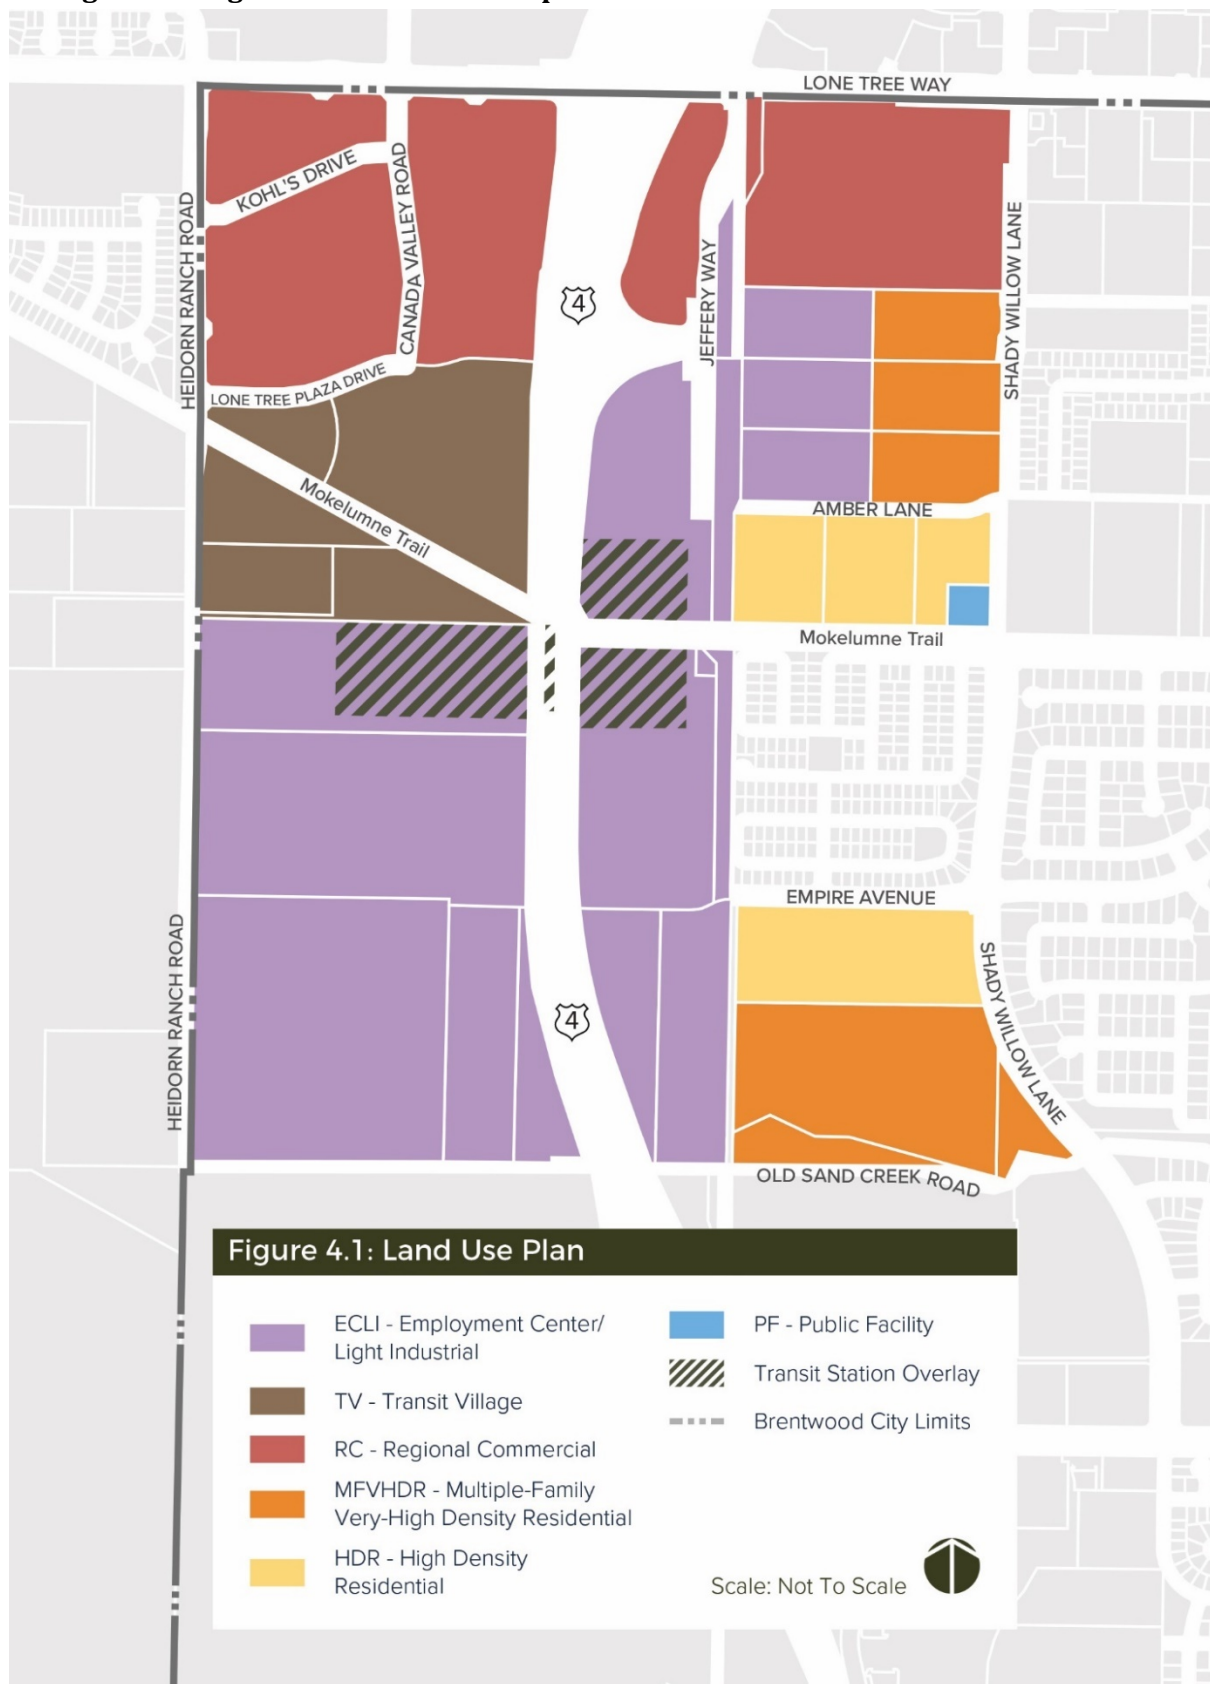 LONE TREE WAY
KOHL'S DRIVE
CANADA VALLEY ROAD
HEIDORN RANCH ROAD
SHADY WILLOW LANE
4
JEFFERY WAY
LONE TREE PLAZA DRIVE
Mokelumne Trail
AMBER LANE
Mokelumne Trail
EMPIRE AVENUE
HEIDORN RANCH ROAD
SHADY WILLOW LANE
4
OLD SAND CREEK ROAD
Figure 4.1: Land Use Plan
ECLI - Employment Center/
Light Industrial
TV - Transit Village
RC - Regional Commercial
MFVHDR - Multiple-Family
Very-High Density Residential
HDR - High Density
Residential
PF - Public Facility
Transit Station Overlay
Brentwood City Limits
Scale: Not To Scale